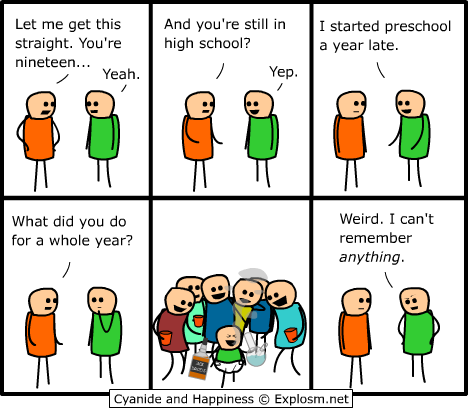 Let me get this
straight. You're
nineteen...
Yeah.
And you're still in
high school?
Yep.
I started preschool
a year late.
What did you do
for a whole year?
Weird. I can't
remember
anything.
Cyanide and Happiness © Explosm.net